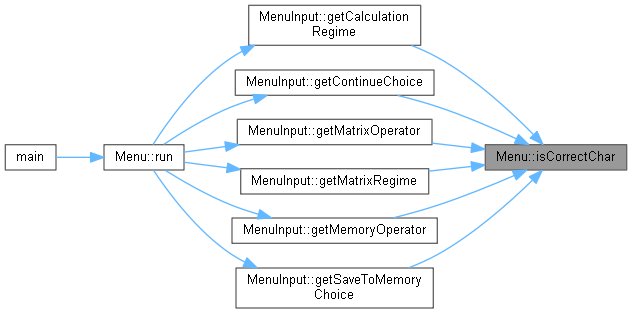 MenuInput::getCalculation
Regime
MenuInput::getContinueChoice
MenuInput::getMatrixOperator
main
Menu::run
Menu::isCorrectChar
MenuInput::getMatrixRegime
MenuInput::getMemoryOperator
MenuInput::getSaveToMemory
Choice